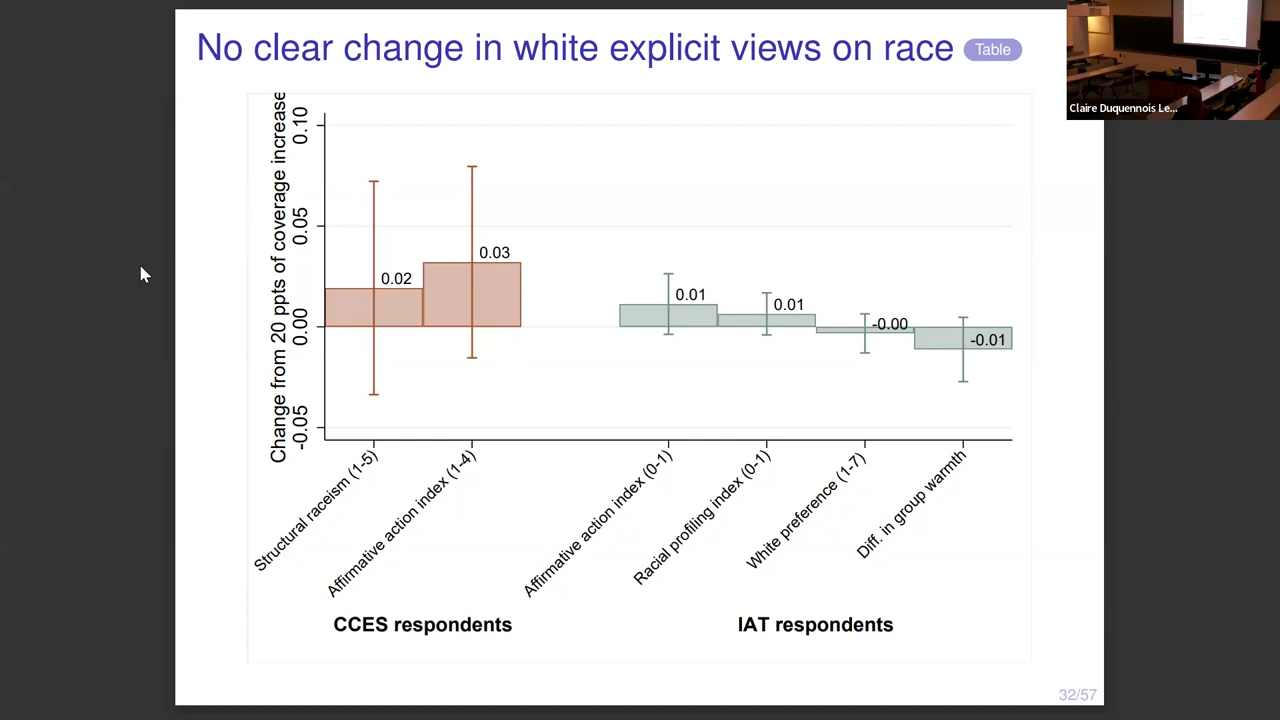 No clear change in white explicit views on race
Table
Claire Duquennois Le...
Change from 20 ppts of coverage increase
0.10
0.05
0.00
-0.05
0.02
0.03
0.01
0.01
-0.00
-0.01
Structural raceism (1-5)
Affirmative action index (1-4)
Affirmative action index (0-1)
Racial profiling index (0-1)
White preference (1-7)
Diff. in group warmth
CCES respondents
IAT respondents
32/57